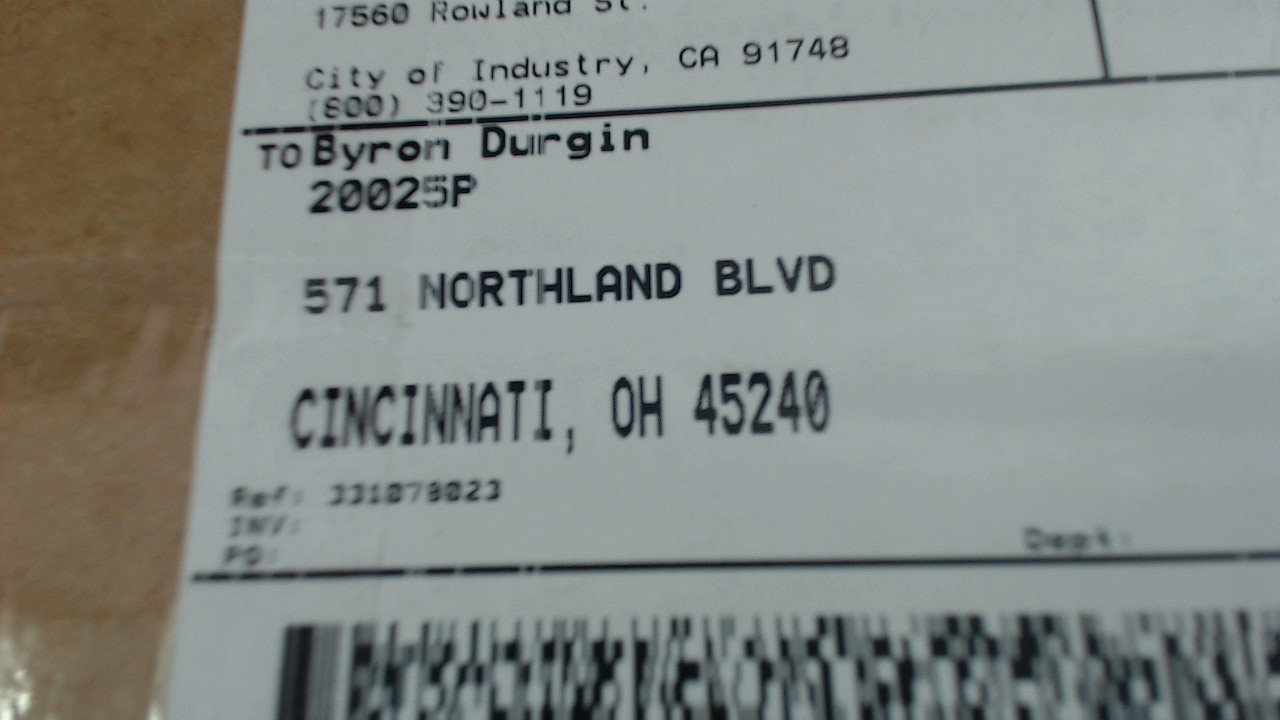 17560 Rowland St.
City of Industry, CA 91748
(800) 390-1119
TO Byron Durgin
20025P
571 NORTHLAND BLVD
CINCINNATI, OH 45240
Ref: 331079023
INV:
PO:
Dept: